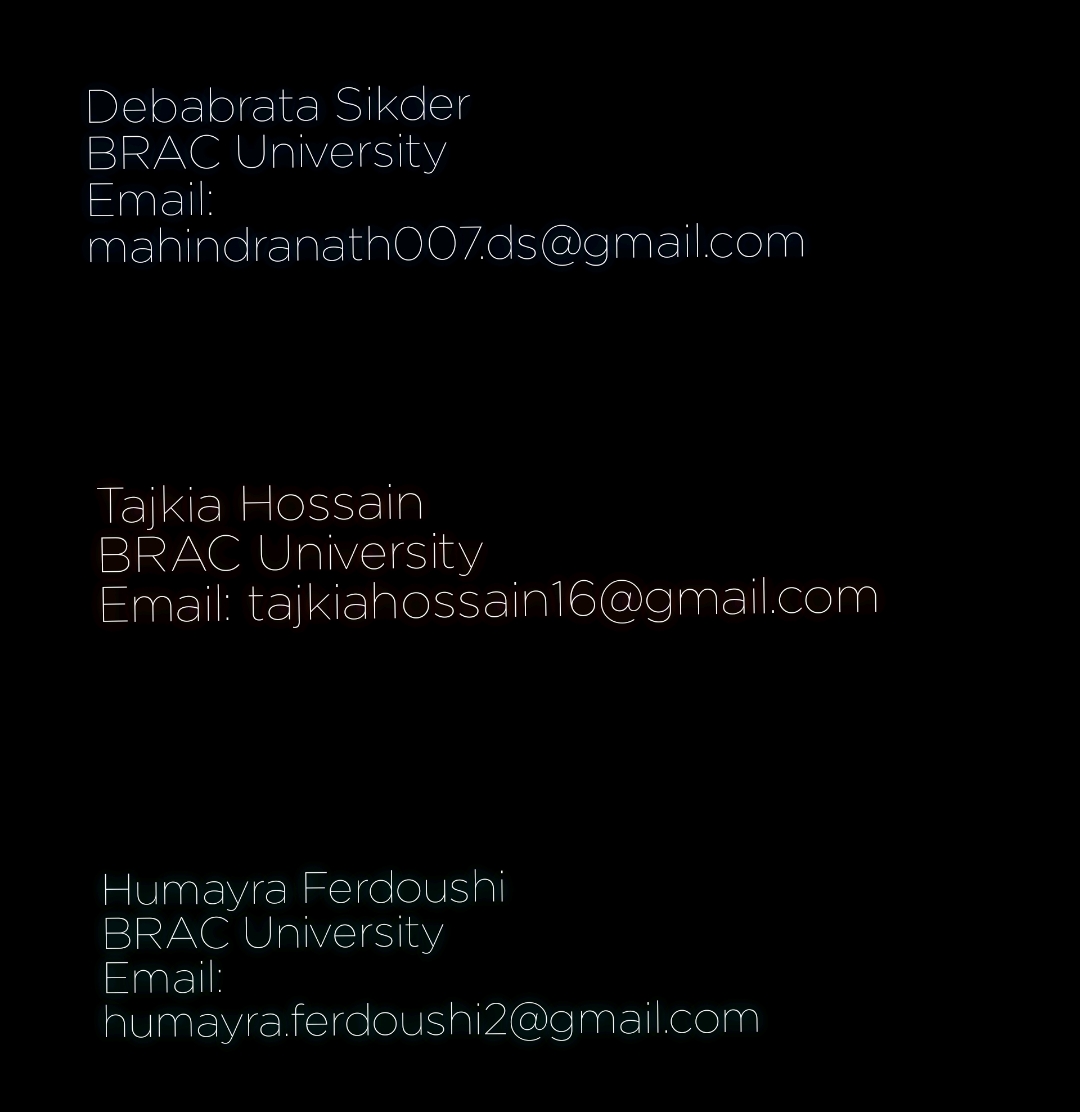 Debabrata Sikder
BRAC University
Email:
mahindranath007.ds@gmail.com
Tajkia Hossain
BRAC University
Email: tajkiahossain16@gmail.com
Humayra Ferdoushi
BRAC University
Email:
humayra.ferdoushi2@gmail.com